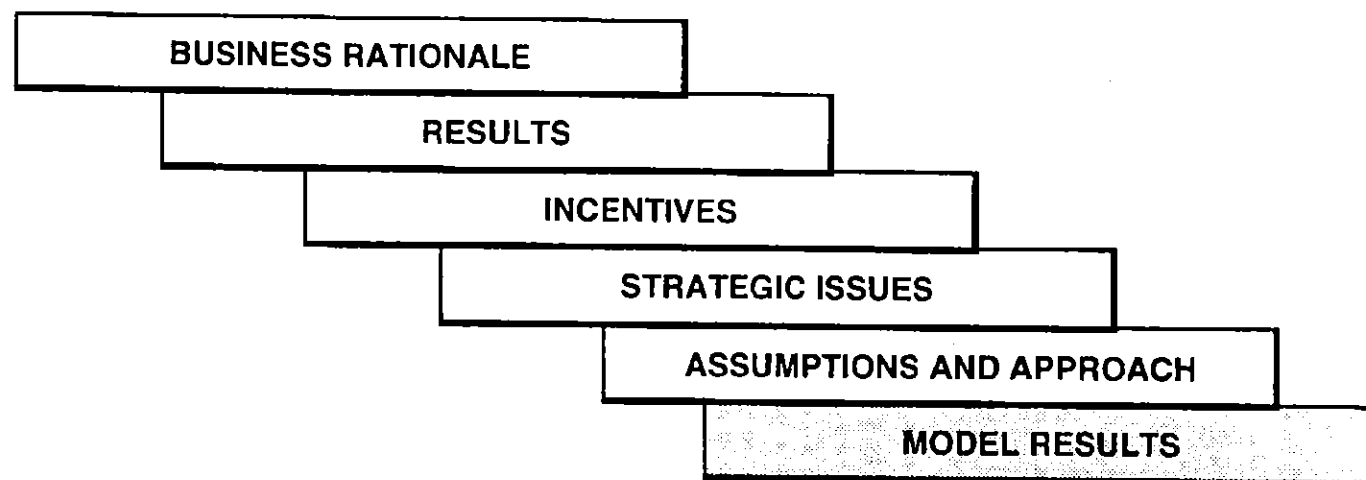 BUSINESS RATIONALE
RESULTS
INCENTIVES
STRATEGIC ISSUES
ASSUMPTIONS AND APPROACH
MODEL RESULTS